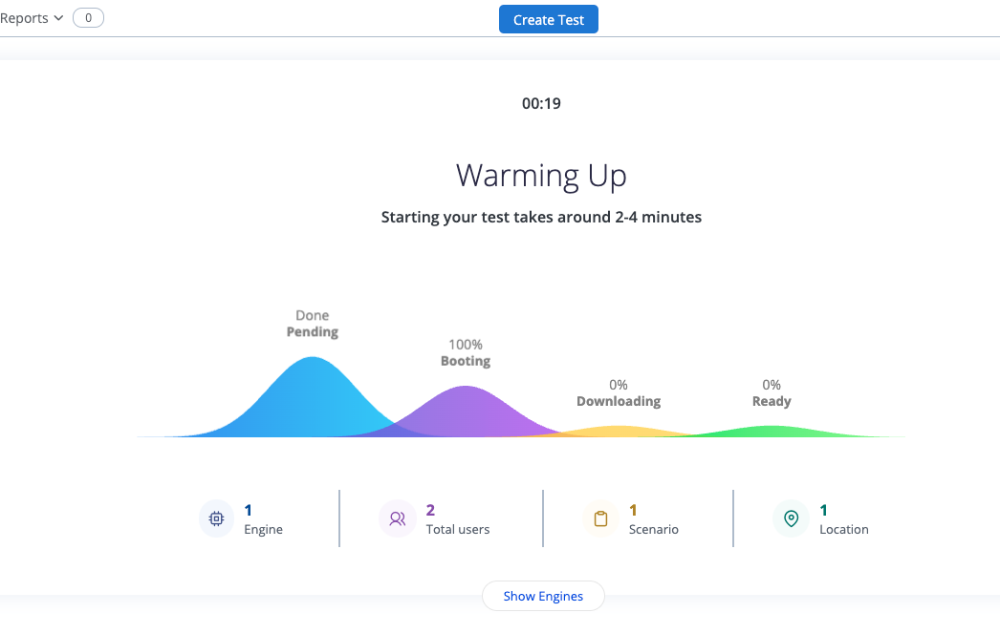 Reports 0 Create Test
00:19
Warming Up
Starting your test takes around 2-4 minutes
Done
Pending
100%
Booting
0%
Downloading
0%
Ready
1
Engine
2
Total users
1
Scenario
1
Location
Show Engines